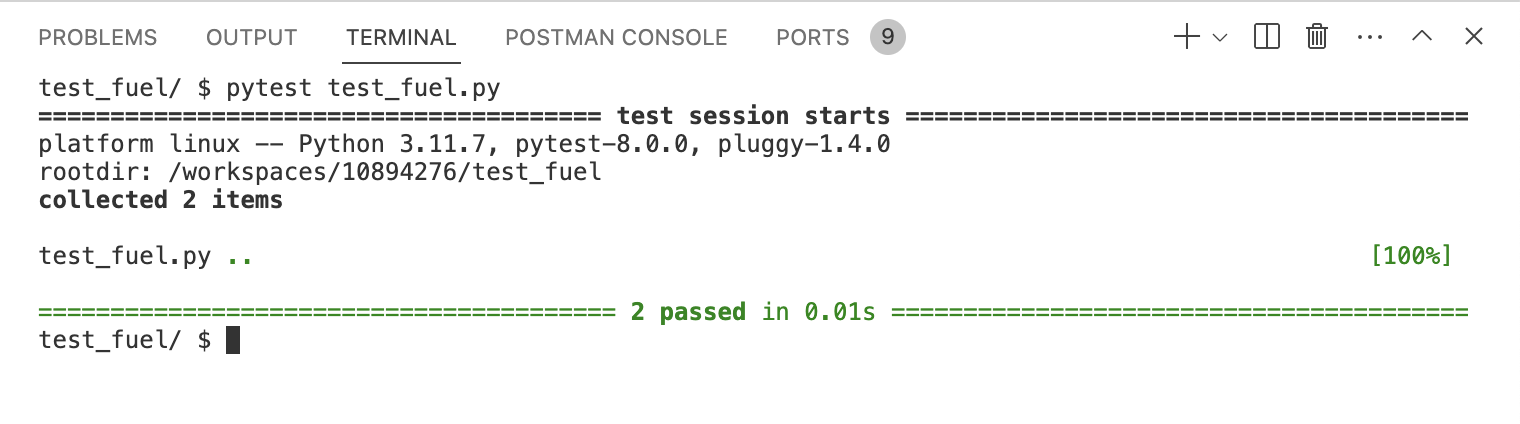 PROBLEMS OUTPUT TERMINAL POSTMAN CONSOLE PORTS 9
test_fuel/ $ pytest test_fuel.py
======================================= test session starts =======================================
platform linux -- Python 3.11.7, pytest-8.0.0, pluggy-1.4.0
rootdir: /workspaces/10894276/test_fuel
collected 2 items
test_fuel.py .. [100%]
======================================== 2 passed in 0.01s ========================================
test_fuel/ $